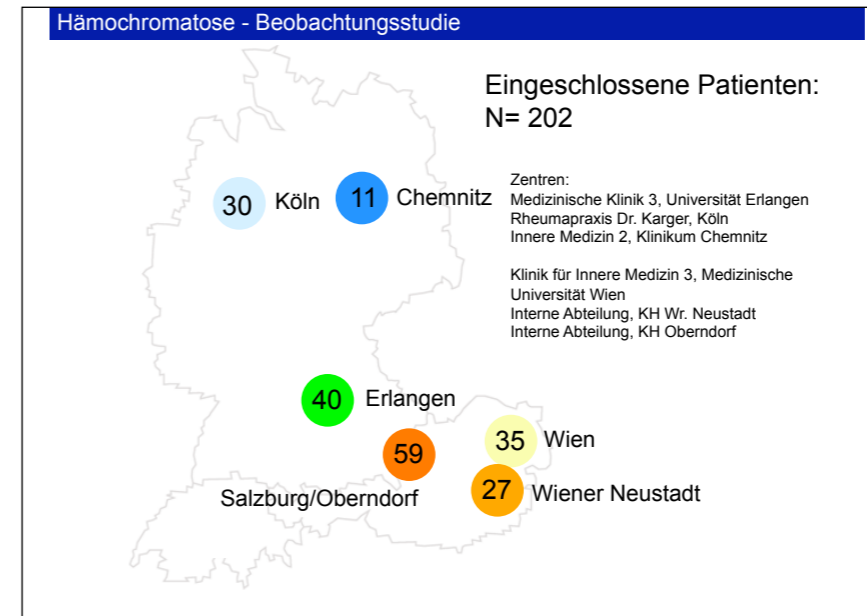 Hämochromatose - Beobachtungsstudie
Eingeschlossene Patienten:
N= 202
Zentren:
Medizinische Klinik 3, Universität Erlangen
Rheumapraxis Dr. Karger, Köln
Innere Medizin 2, Klinikum Chemnitz
Klinik für Innere Medizin 3, Medizinische
Universität Wien
Interne Abteilung, KH Wr. Neustadt
Interne Abteilung, KH Oberndorf
30 Köln
11 Chemnitz
40 Erlangen
59
Salzburg/Oberndorf
35 Wien
27 Wiener Neustadt